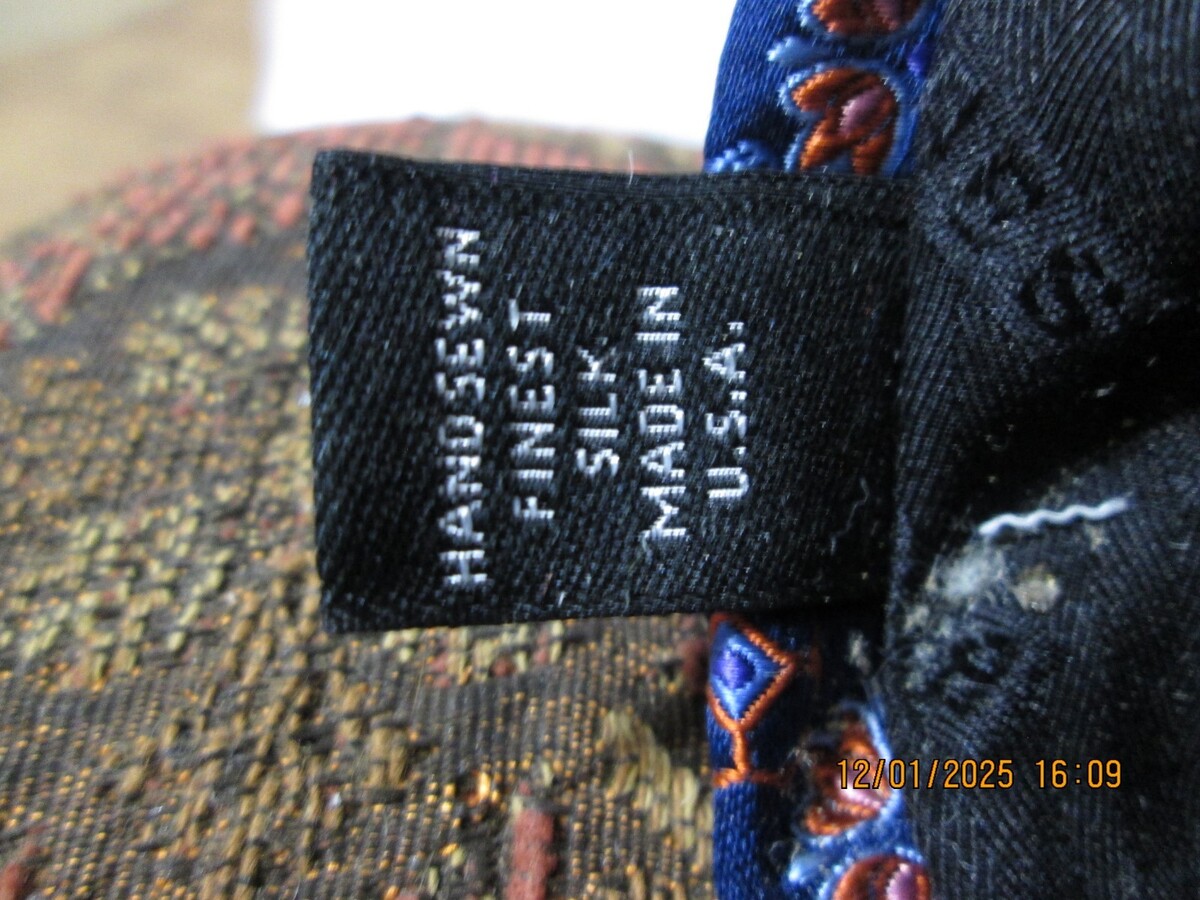 HANDSEWN
FINEST
SILK
MADE IN
U.S.A.
12/01/2025 16:09